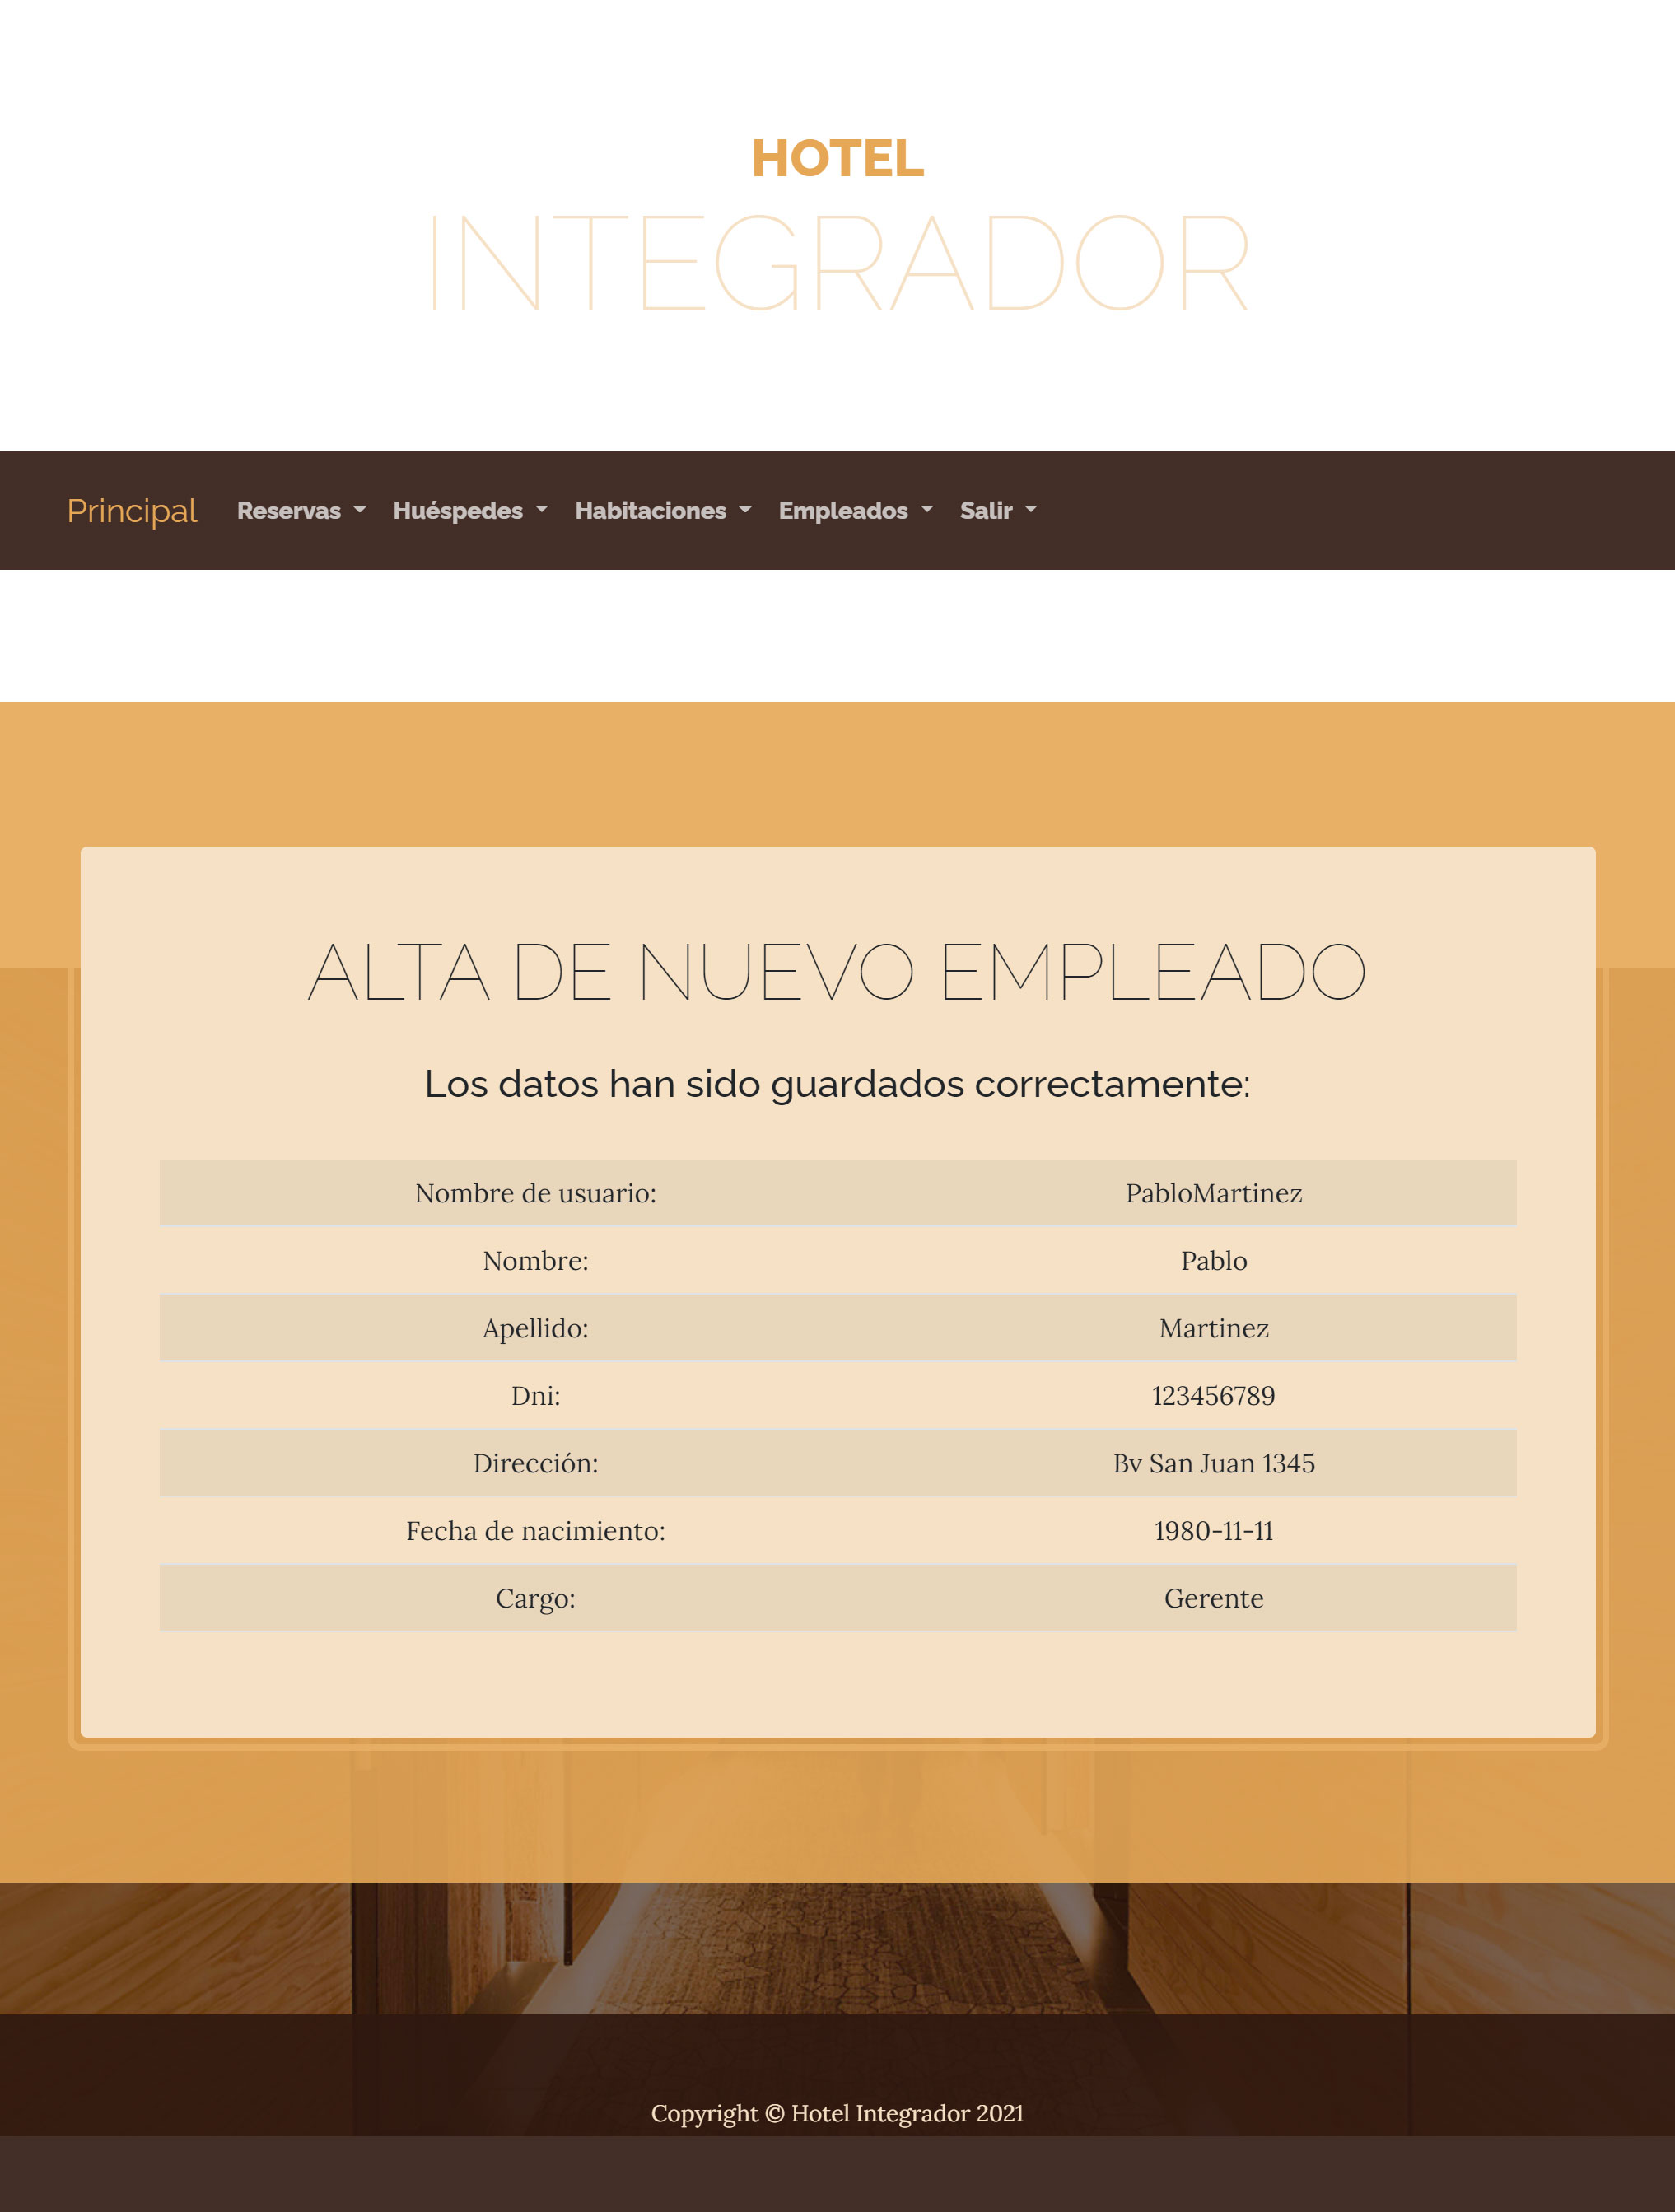 HOTEL
INTEGRADOR
Principal Reservas Huéspedes Habitaciones Empleados Salir
ALTA DE NUEVO EMPLEADO
Los datos han sido guardados correctamente:
Nombre de usuario: PabloMartinez
Nombre: Pablo
Apellido: Martinez
Dni: 123456789
Dirección: Bv San Juan 1345
Fecha de nacimiento: 1980-11-11
Cargo: Gerente
Copyright © Hotel Integrador 2021